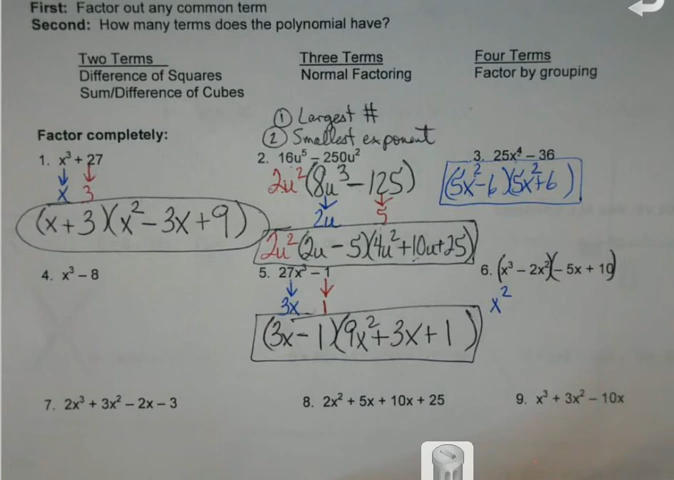 First: Factor out any common term
Second: How many terms does the polynomial have?
Two Terms
Difference of Squares
Sum/Difference of Cubes
Three Terms
Normal Factoring
Four Terms
Factor by grouping
① Largest #
② Smallest exponent
Factor completely:
1. x³ + 27
x 3
(x + 3)(x² − 3x + 9)
2. 16u⁵ − 250u²
2u²(8u³ − 125)
2u 5
2u²(2u − 5)(4u² + 10u + 25)
3. 25x⁴ − 36
(5x² − 6)(5x² + 6)
4. x³ − 8
5. 27x³ − 1
3x 1
(3x − 1)(9x² + 3x + 1)
6. (x³ − 2x²)(− 5x + 10)
x²
7. 2x³ + 3x² − 2x − 3
8. 2x² + 5x + 10x + 25
9. x³ + 3x² − 10x